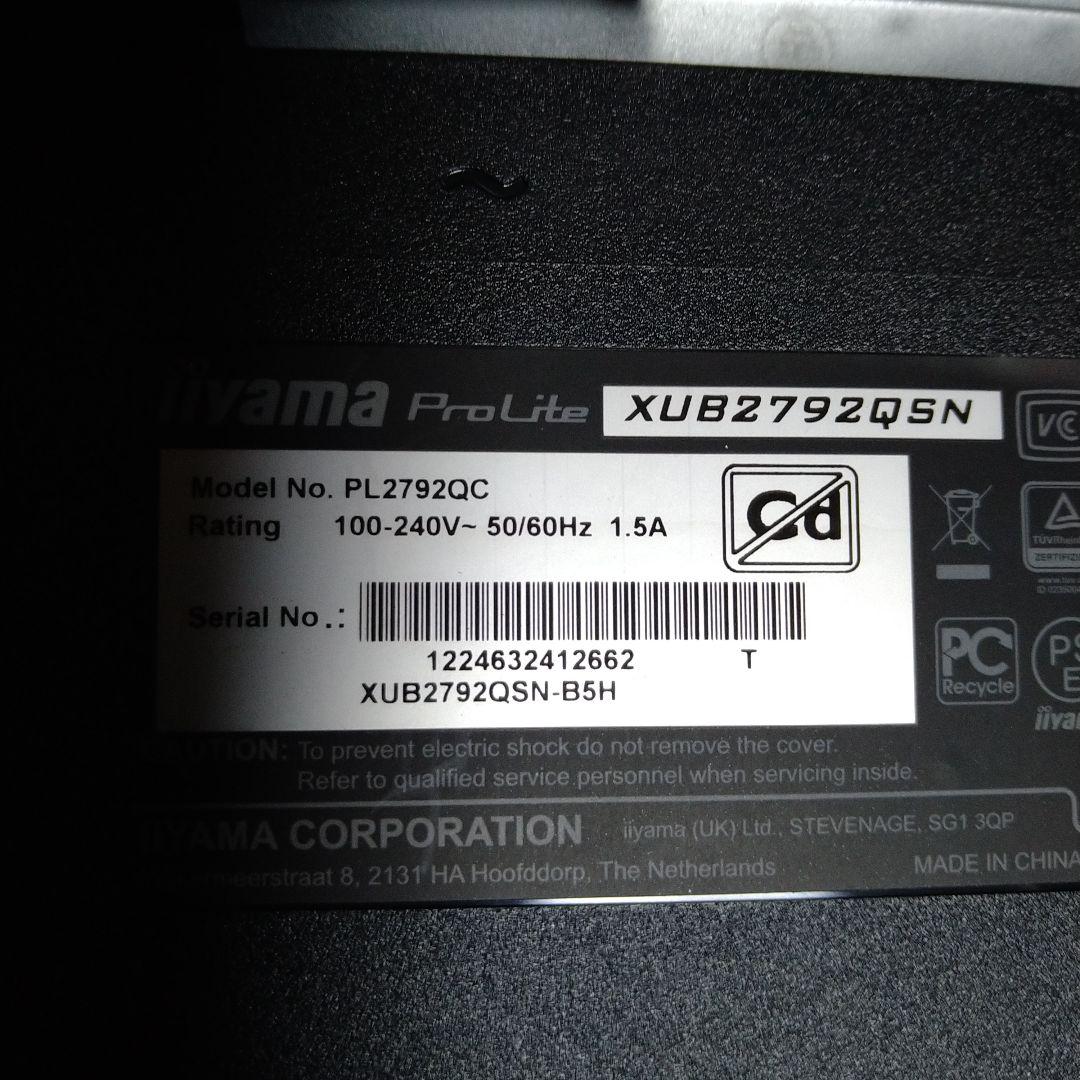 iiyama ProLite XUB2792QSN
Model No. PL2792QC
Rating 100-240V~ 50/60Hz 1.5A
Cd
Serial No.:
1224632412662 T
XUB2792QSN-B5H
PC
Recycle
CAUTION: To prevent electric shock do not remove the cover.
Refer to qualified service personnel when servicing inside.
IIYAMA CORPORATION iiyama (UK) Ltd., STEVENAGE, SG1 3QP
8, 2131 HA Hoofddorp, The Netherlands MADE IN CHINA